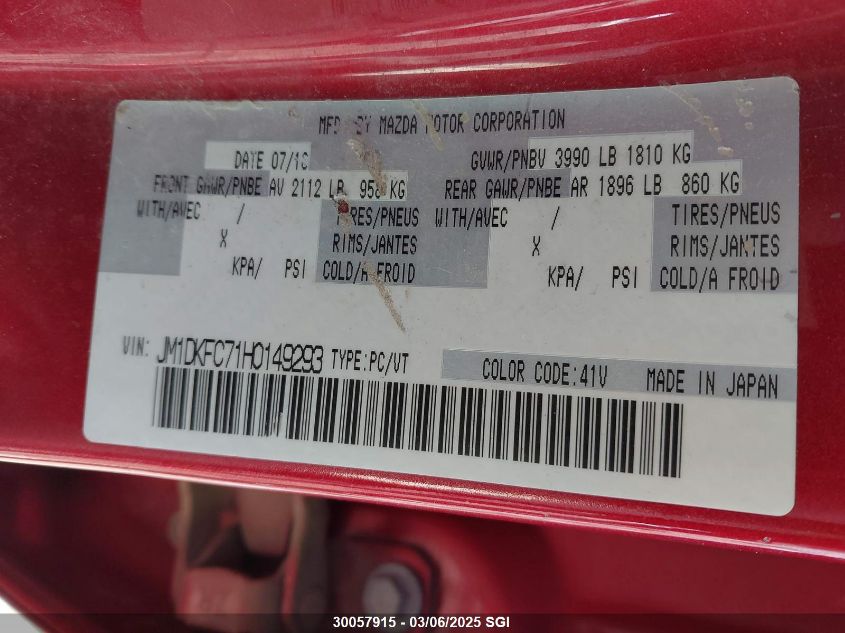 MFD BY MAZDA MOTOR CORPORATION
DATE GVWR/PNBV 3990 LB 1810 KG
FRONT GAWR/PNBE AV 2112 LB KG REAR GAWR/PNBE AR 1896 LB 860 KG
WITH/AVEC / TIRES/PNEUS WITH/AVEC / TIRES/PNEUS
X RIMS/JANTES X RIMS/JANTES
KPA/ PSI COLD/A FROID KPA/ PSI COLD/A FROID
VIN: JM1DKFC71H0149293 TYPE:PC/VT COLOR CODE:41V MADE IN JAPAN
30057915 - 03/06/2025 SGI